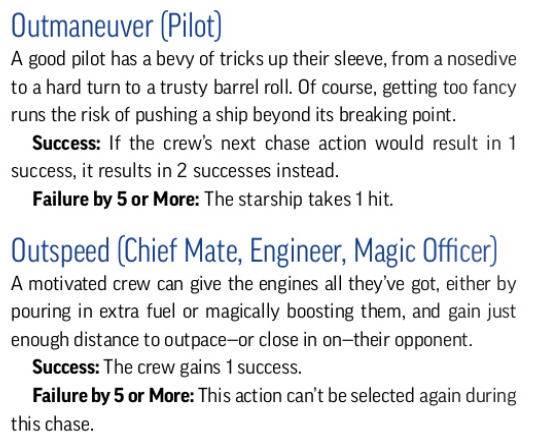 Outmaneuver (Pilot)
A good pilot has a bevy of tricks up their sleeve, from a nosedive
to a hard turn to a trusty barrel roll. Of course, getting too fancy
runs the risk of pushing a ship beyond its breaking point.
Success: If the crew’s next chase action would result in 1
success, it results in 2 successes instead.
Failure by 5 or More: The starship takes 1 hit.
Outspeed (Chief Mate, Engineer, Magic Officer)
A motivated crew can give the engines all they’ve got, either by
pouring in extra fuel or magically boosting them, and gain just
enough distance to outpace—or close in on—their opponent.
Success: The crew gains 1 success.
Failure by 5 or More: This action can’t be selected again during
this chase.